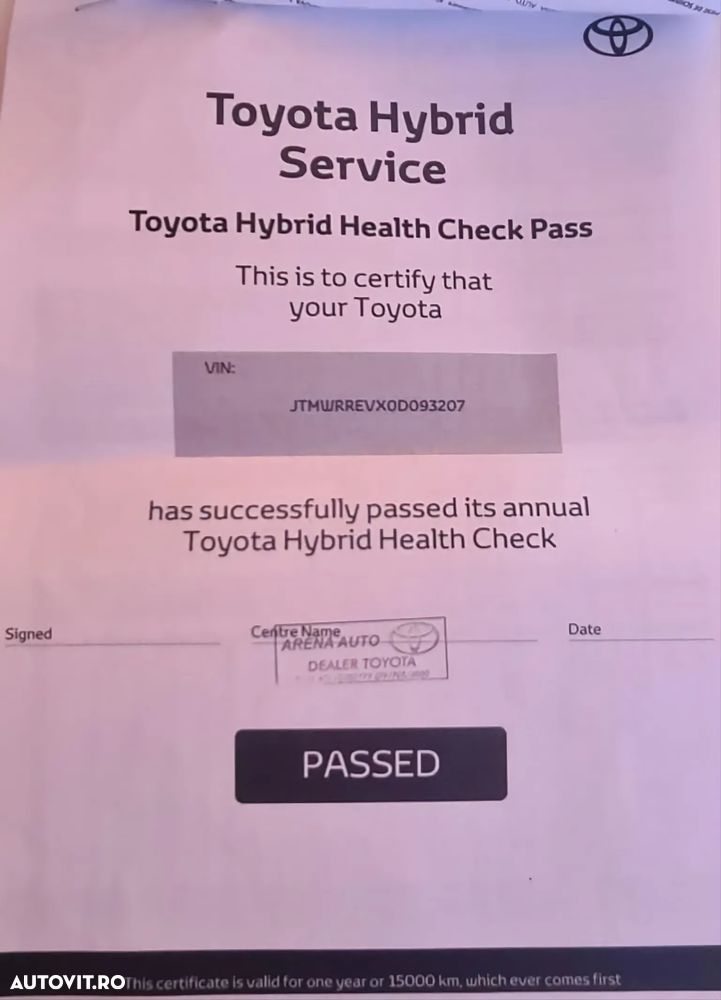 Toyota Hybrid
Service
Toyota Hybrid Health Check Pass
This is to certify that
your Toyota
VIN:
JTMWRREVX0D093207
has successfully passed its annual
Toyota Hybrid Health Check
Signed
Centre Name
Date
ARENA AUTO
DEALER TOYOTA
PASSED
AUTOVIT.RO
This certificate is valid for one year or 15000 km, which ever comes first